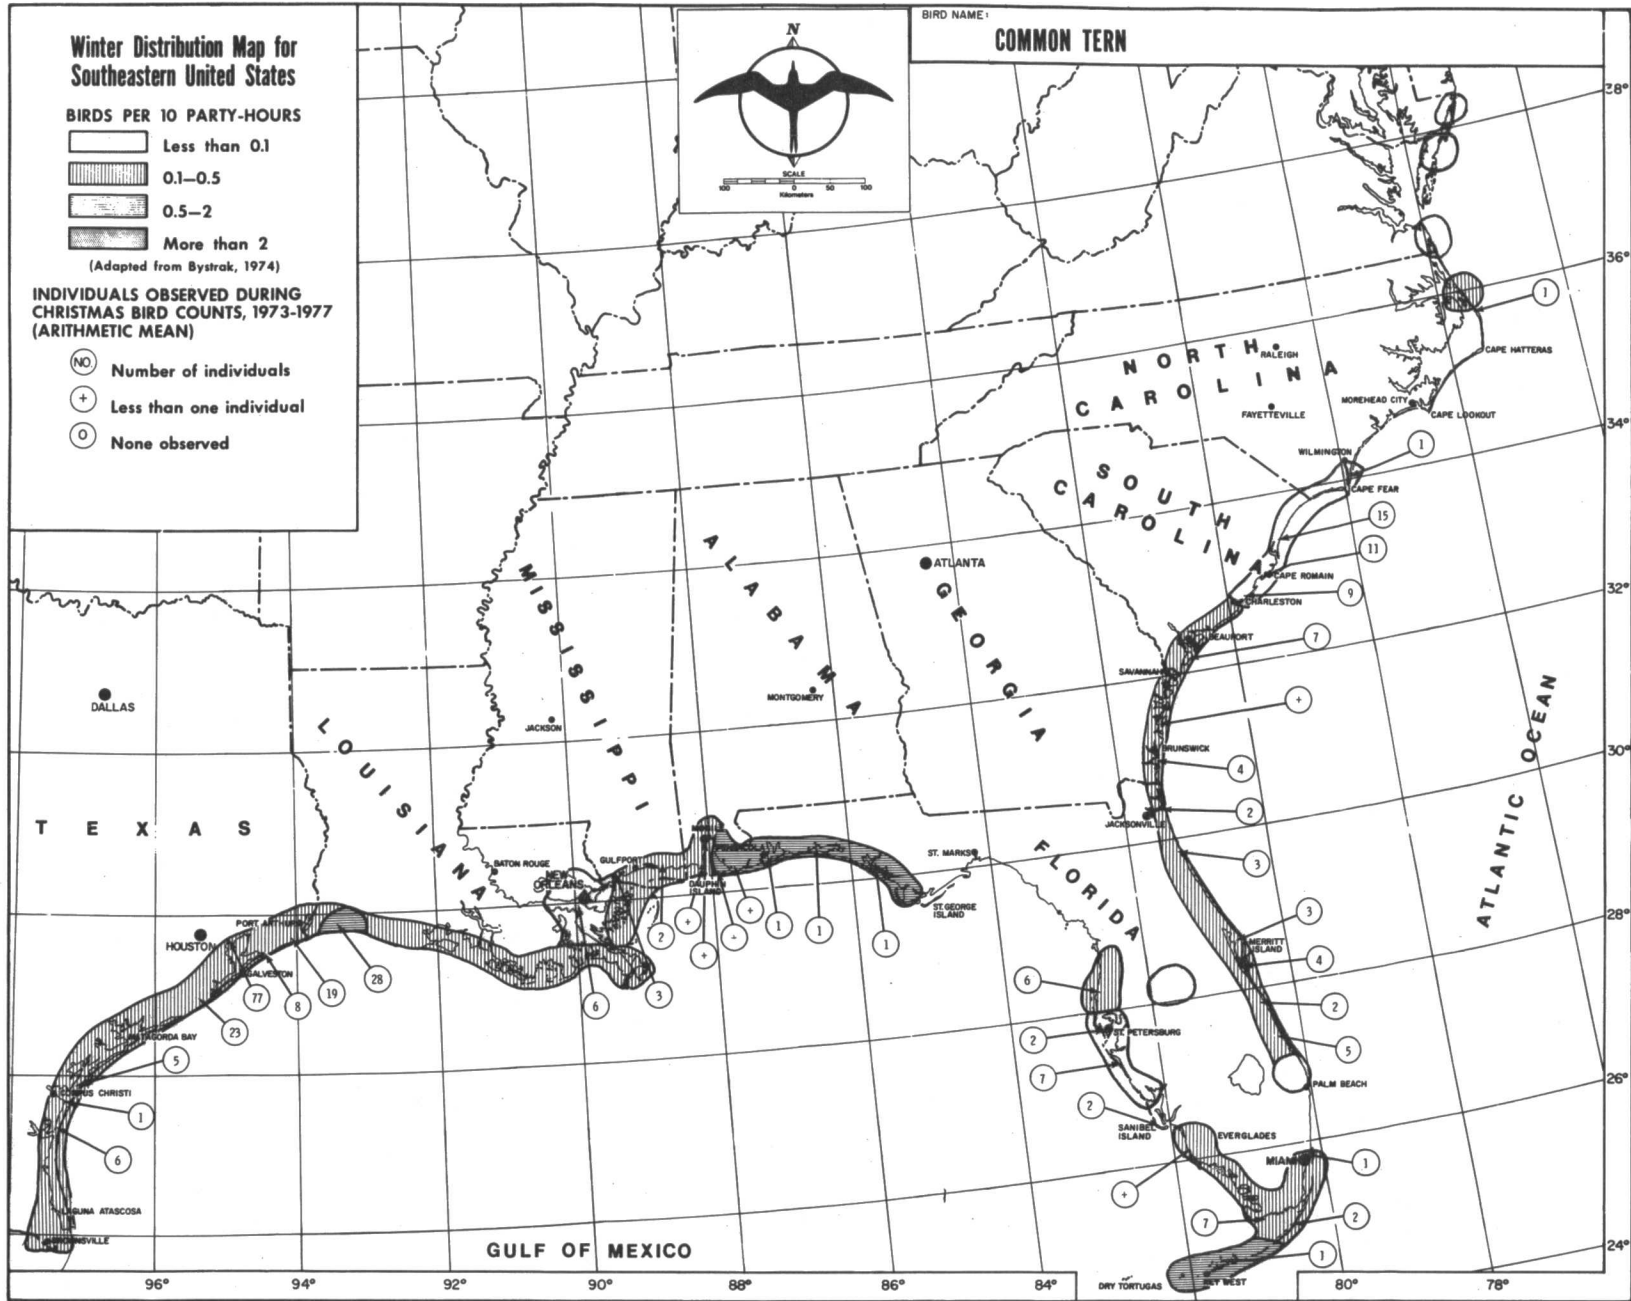 Winter Distribution Map for
Southeastern United States
BIRDS PER 10 PARTY-HOURS
Less than 0.1
0.1—0.5
0.5—2
More than 2
(Adapted from Bystrak, 1974)
INDIVIDUALS OBSERVED DURING
CHRISTMAS BIRD COUNTS, 1973-1977
(ARITHMETIC MEAN)
NO. Number of individuals
+ Less than one individual
O None observed
N
SCALE
100 0 50 100
Kilometers
BIRD NAME:
COMMON TERN
38°
36°
34°
32°
30°
28°
26°
24°
96°
94°
92°
90°
88°
86°
84°
80°
78°
NORTH
CAROLINA
RALEIGH
FAYETTEVILLE
MOREHEAD CITY
CAPE HATTERAS
CAPE LOOKOUT
WILMINGTON
CAPE FEAR
SOUTH
CAROLINA
CAPE ROMAIN
CHARLESTON
BEAUFORT
SAVANNAH
BRUNSWICK
JACKSONVILLE
ATLANTA
GEORGIA
ALABAMA
MONTGOMERY
MISSISSIPPI
JACKSON
LOUISIANA
DALLAS
TEXAS
BATON ROUGE
NEW
ORLEANS
GULFPORT
DAUPHIN
ISLAND
ST. MARKS
ST. GEORGE
ISLAND
FLORIDA
MERRITT
ISLAND
ST. PETERSBURG
PALM BEACH
SANIBEL
ISLAND
EVERGLADES
MIAMI
KEY WEST
DRY TORTUGAS
PORT ARTHUR
HOUSTON
GALVESTON
MATAGORDA BAY
CORPUS CHRISTI
LAGUNA ATASCOSA
BROWNSVILLE
GULF OF MEXICO
ATLANTIC OCEAN
1
1
15
11
9
7
+
4
2
3
3
4
2
5
1
2
1
7
+
2
7
2
6
1
1
1
+
+
+
+
2
3
6
28
19
8
77
23
5
1
6